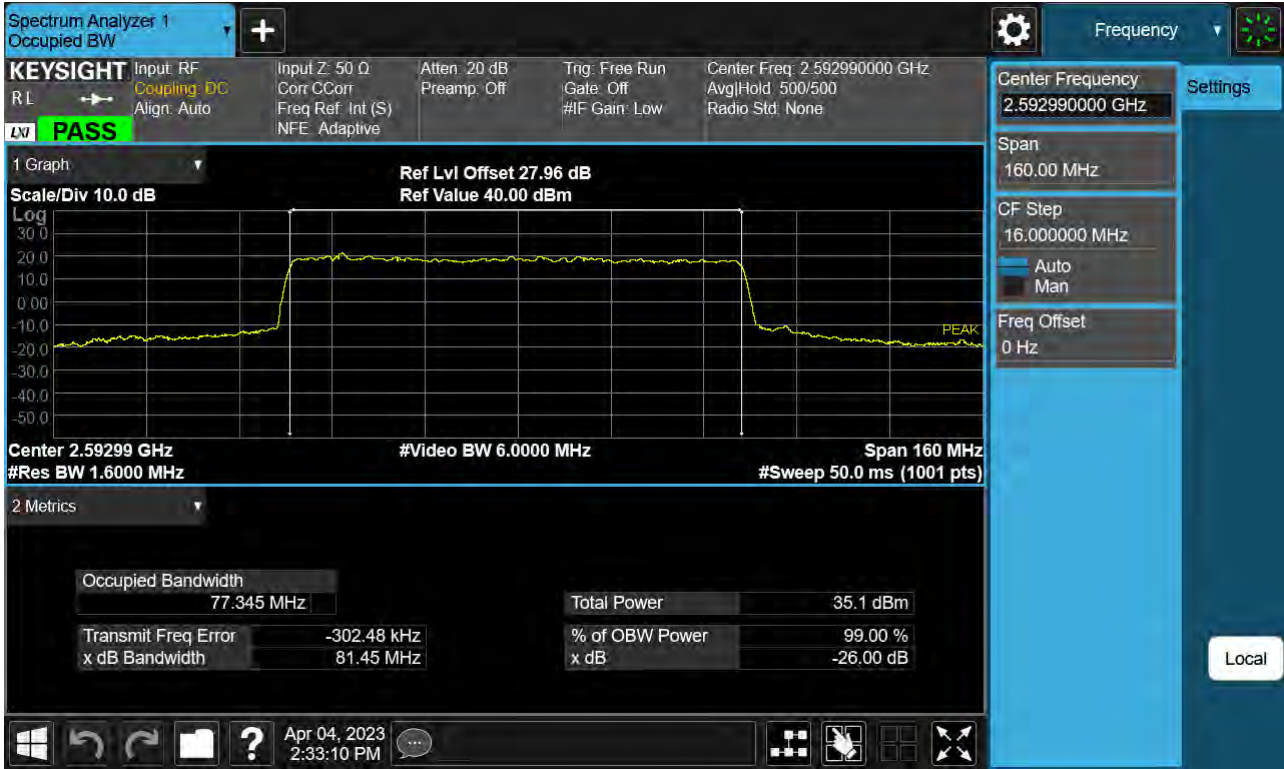 Spectrum Analyzer 1
Occupied BW
Frequency
KEYSIGHT
R L
LXI PASS
Input: RF
Coupling: DC
Align: Auto
Input Z: 50 Ω
Corr CCorr
Freq Ref: Int (S)
NFE: Adaptive
Atten: 20 dB
Preamp: Off
Trig: Free Run
Gate: Off
#IF Gain: Low
Center Freq: 2.592990000 GHz
Avg|Hold: 500/500
Radio Std: None
Center Frequency
2.592990000 GHz
Settings
Span
160.00 MHz
CF Step
16.000000 MHz
Auto
Man
Freq Offset
0 Hz
Local
1 Graph
Scale/Div 10.0 dB
Ref Lvl Offset 27.96 dB
Ref Value 40.00 dBm
Log
30.0
20.0
10.0
0.00
-10.0
-20.0
-30.0
-40.0
-50.0
PEAK
Center 2.59299 GHz
#Video BW 6.0000 MHz
Span 160 MHz
#Res BW 1.6000 MHz
#Sweep 50.0 ms (1001 pts)
2 Metrics
Occupied Bandwidth
77.345 MHz
Total Power 35.1 dBm
Transmit Freq Error -302.48 kHz
% of OBW Power 99.00 %
x dB Bandwidth 81.45 MHz
x dB -26.00 dB
?
Apr 04, 2023
2:33:10 PM